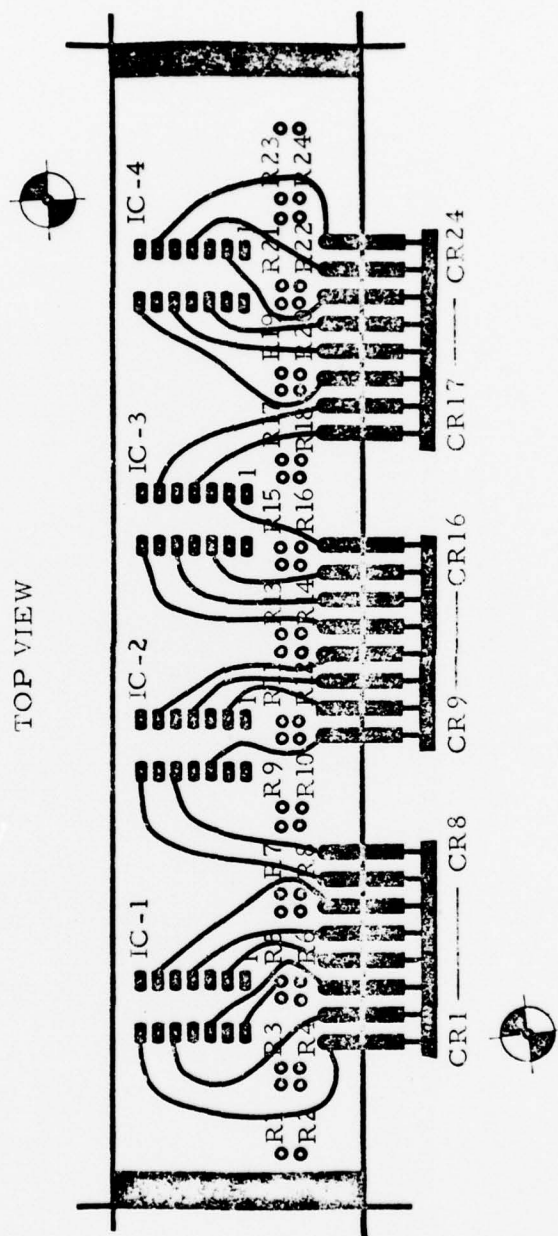 TOP VIEW
IC-1
IC-2
IC-3
IC-4
1
1
1
R1
R3
R5
R7
R9
R13
R15
R17
R19
R21
R23
R2
R4
R6
R8
R10
R14
R16
R18
R20
R22
R24
CR1 ——— CR8
CR9 ——— CR16
CR17 ——— CR24